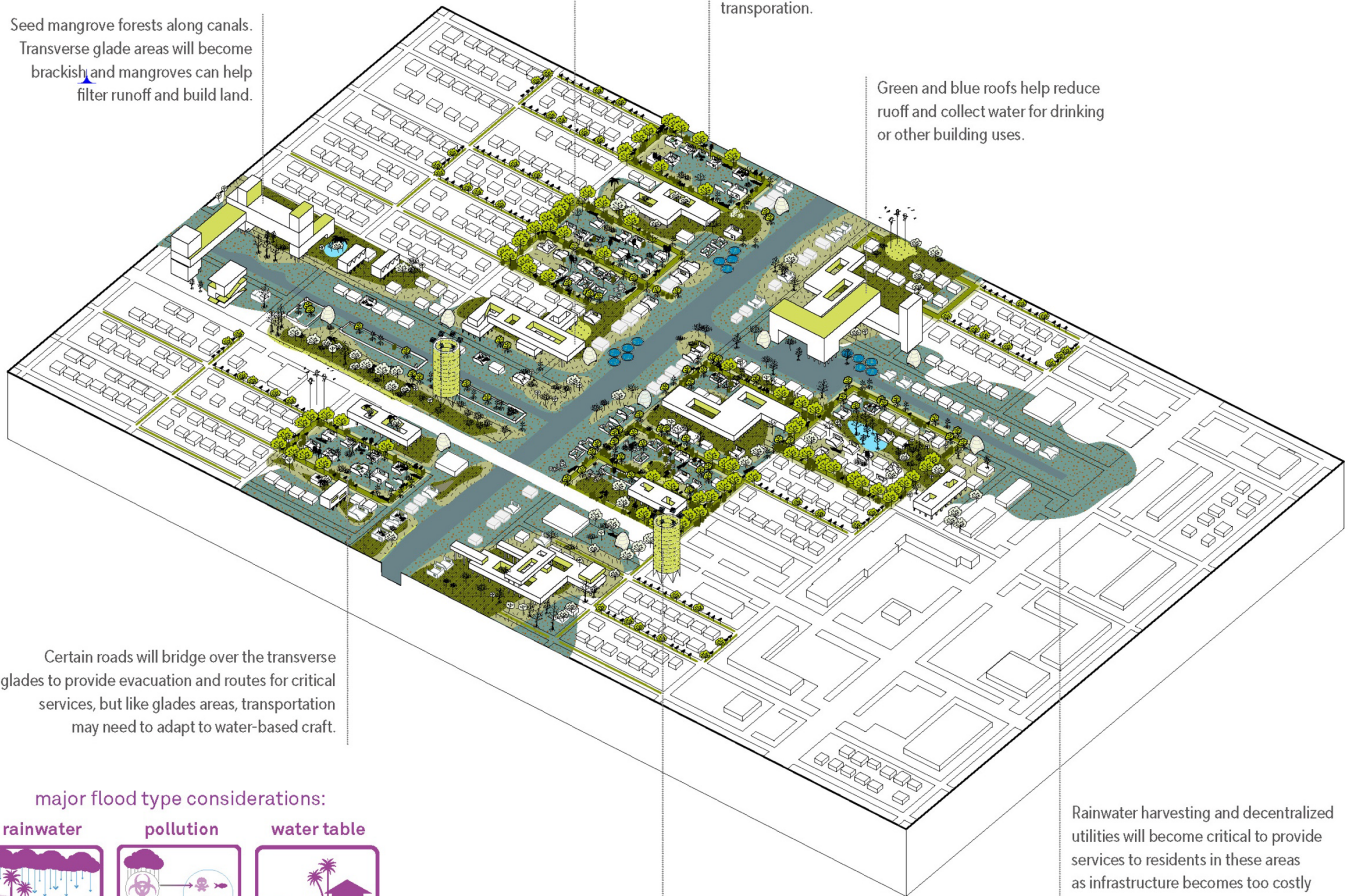 transporation.
Seed mangrove forests along canals.
Transverse glade areas will become
brackish and mangroves can help
filter runoff and build land.
Green and blue roofs help reduce
ruoff and collect water for drinking
or other building uses.
Certain roads will bridge over the transverse
glades to provide evacuation and routes for critical
services, but like glades areas, transportation
may need to adapt to water-based craft.
major flood type considerations:
rainwater
pollution
water table
Rainwater harvesting and decentralized
utilities will become critical to provide
services to residents in these areas
as infrastructure becomes too costly